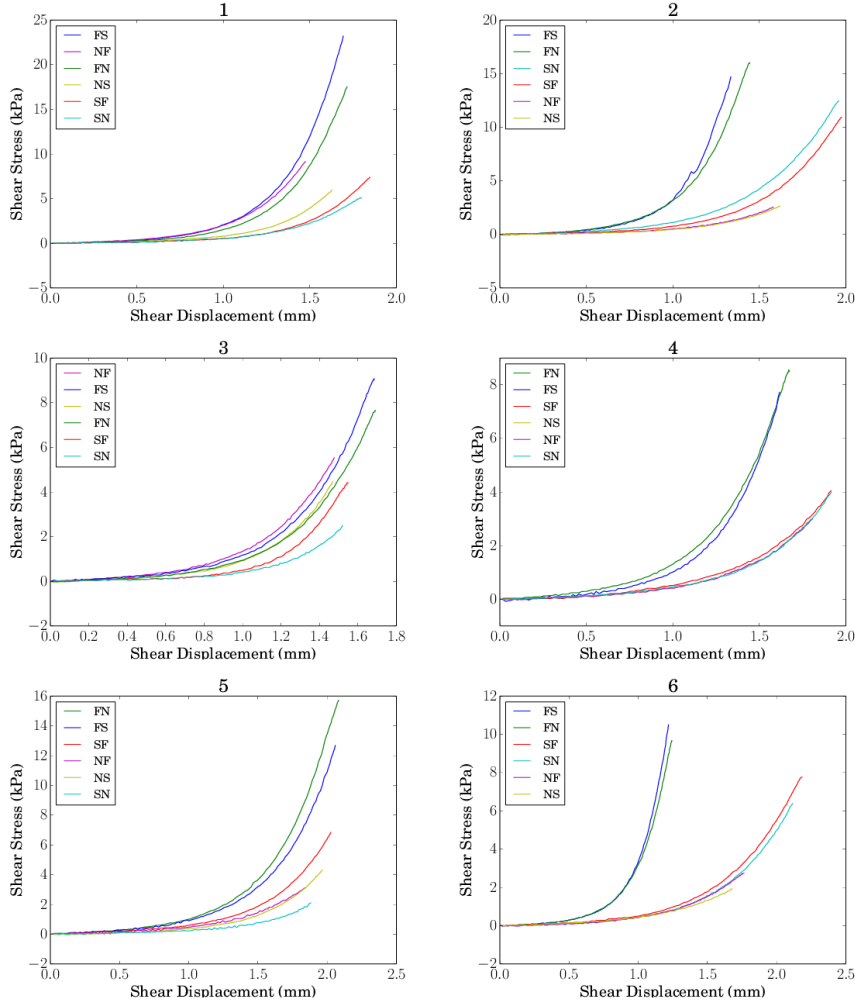 1
25
20
15
10
5
0
−5
Shear Stress (kPa)
FS
NF
FN
NS
SF
SN
0.0 0.5 1.0 1.5 2.0
Shear Displacement (mm)
2
20
15
10
5
0
−5
Shear Stress (kPa)
FS
FN
SN
SF
NF
NS
0.0 0.5 1.0 1.5 2.0
Shear Displacement (mm)
3
10
8
6
4
2
0
−2
Shear Stress (kPa)
NF
FS
NS
FN
SF
SN
0.0 0.2 0.4 0.6 0.8 1.0 1.2 1.4 1.6 1.8
Shear Displacement (mm)
4
8
6
4
2
0
Shear Stress (kPa)
FN
FS
SF
NS
NF
SN
0.0 0.5 1.0 1.5 2.0
Shear Displacement (mm)
5
16
14
12
10
8
6
4
2
0
−2
Shear Stress (kPa)
FN
FS
SF
NF
NS
SN
0.0 0.5 1.0 1.5 2.0 2.5
Shear Displacement (mm)
6
12
10
8
6
4
2
0
−2
Shear Stress (kPa)
FS
FN
SF
SN
NF
NS
0.0 0.5 1.0 1.5 2.0 2.5
Shear Displacement (mm)